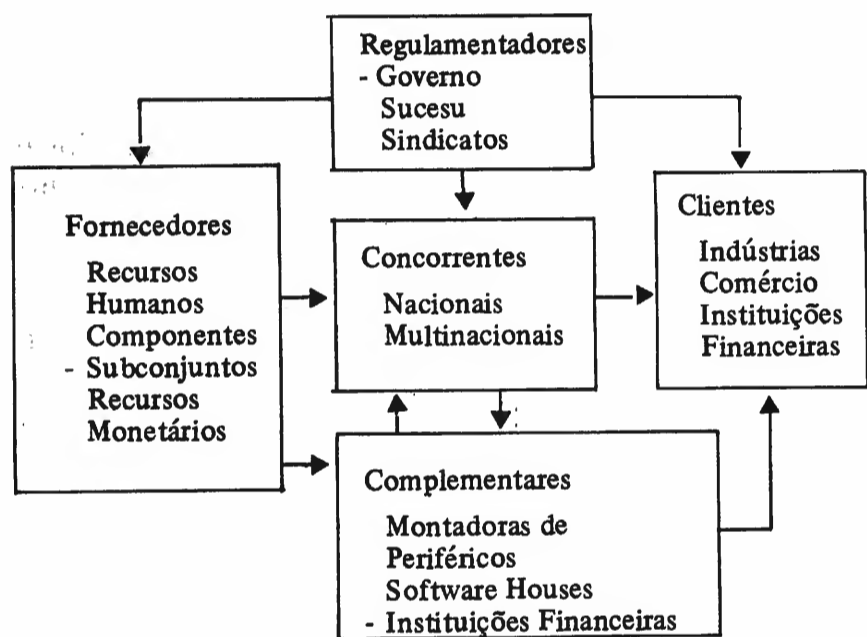 Regulamentadores
- Governo
Sucesu
Sindicatos
Fornecedores
Recursos
Humanos
Componentes
- Subconjuntos
Recursos
Monetários
Concorrentes
Nacionais
Multinacionais
Clientes
Indústrias
Comércio
Instituições
Financeiras
Complementares
Montadoras de
Periféricos
Software Houses
- Instituições Financeiras